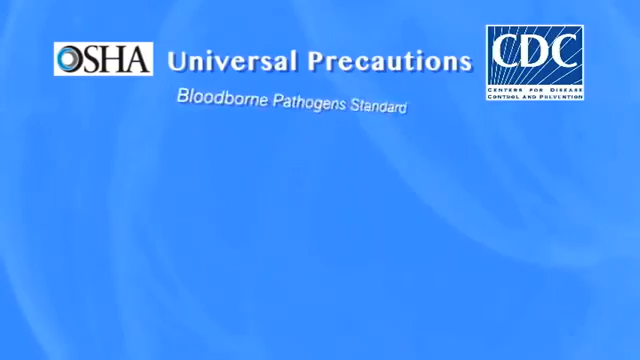 OSHA
Universal Precautions
CDC
CENTERS FOR DISEASE
CONTROL AND PREVENTION
Bloodborne Pathogens Standard